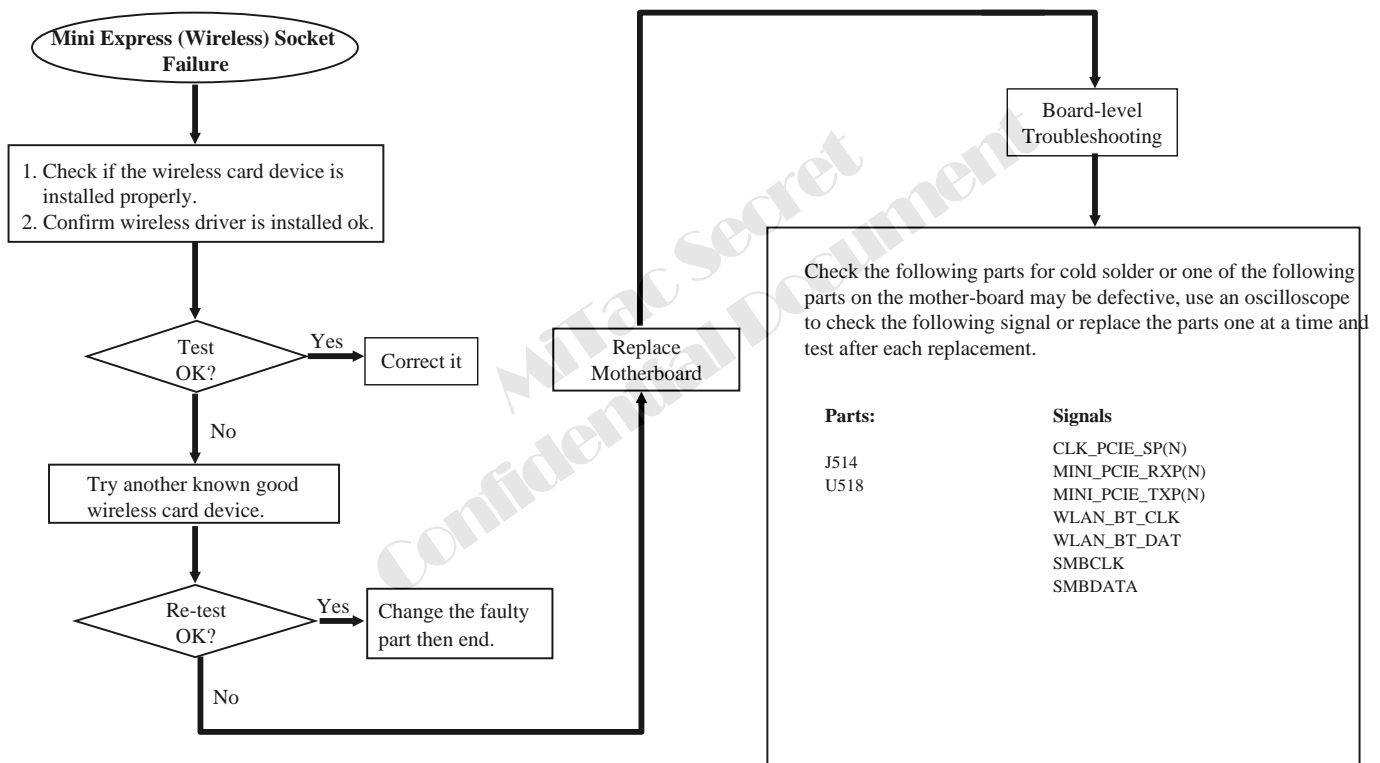 Mini Express (Wireless) Socket
Failure
1. Check if the wireless card device is
installed properly.
2. Confirm wireless driver is installed ok.
Test
OK?
Yes
Correct it
No
Try another known good
wireless card device.
Re-test
OK?
Yes
Change the faulty
part then end.
No
Replace
Motherboard
Board-level
Troubleshooting
Check the following parts for cold solder or one of the following
parts on the mother-board may be defective, use an oscilloscope
to check the following signal or replace the parts one at a time and
test after each replacement.
Parts:
J514
U518
Signals
CLK_PCIE_SP(N)
MINI_PCIE_RXP(N)
MINI_PCIE_TXP(N)
WLAN_BT_CLK
WLAN_BT_DAT
SMBCLK
SMBDATA
MiTac Secret
Confidential Document